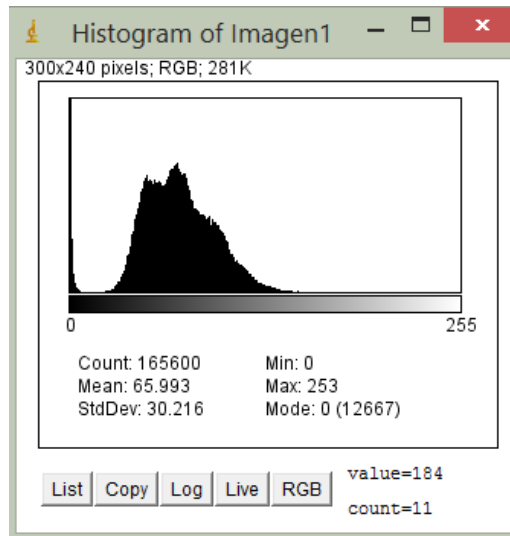 Histogram of Imagen1
300x240 pixels; RGB; 281K
0 255
Count: 165600 Min: 0
Mean: 65.993 Max: 253
StdDev: 30.216 Mode: 0 (12667)
List Copy Log Live RGB value=184
count=11